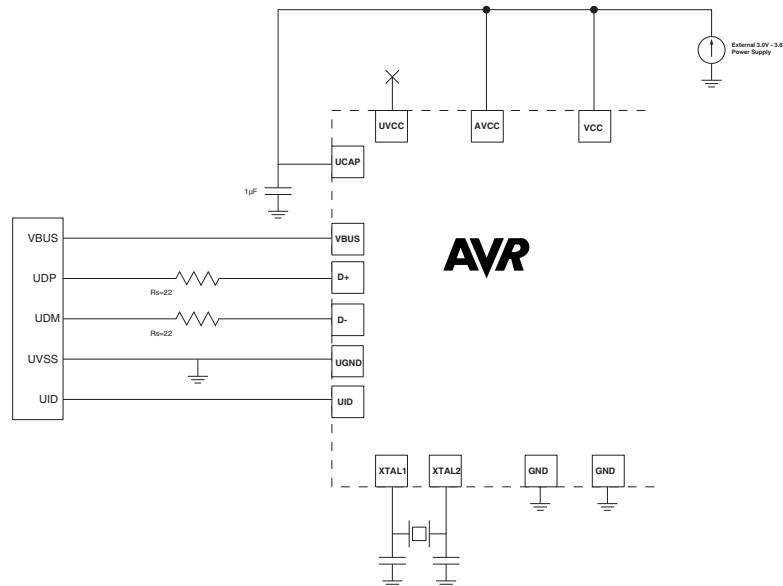 External 3.0V - 3.6
Power Supply
UVCC
AVCC
VCC
UCAP
1µF
VBUS
VBUS
AVR
UDP
D+
Rs=22
UDM
D-
Rs=22
UVSS
UGND
UID
UID
XTAL1
XTAL2
GND
GND